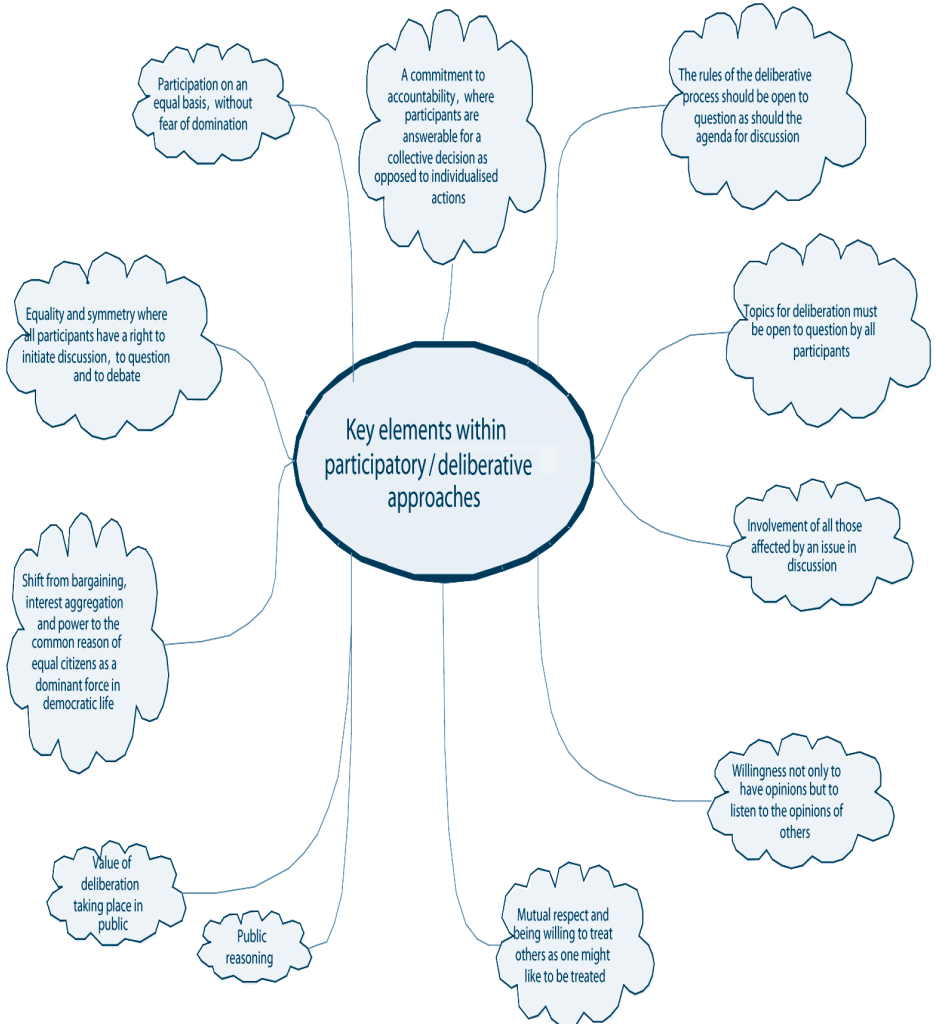 Participation on an
equal basis, without
fear of domination
A commitment to
accountability, where
participants are
answerable for a
collective decision as
opposed to individualised
actions
The rules of the deliberative
process should be open to
question as should the
agenda for discussion
Equality and symmetry where
all participants have a right to
initiate discussion, to question
and to debate
Topics for deliberation must
be open to question by all
participants
Key elements within
participatory/deliberative
approaches
Involvement of all those
affected by an issue in
discussion
Shift from bargaining,
interest aggregation
and power to the
common reason of
equal citizens as a
dominant force in
democratic life
Willingness not only to
have opinions but to
listen to the opinions of
others
Value of
deliberation
taking place in
public
Public
reasoning
Mutual respect and
being willing to treat
others as one might
like to be treated